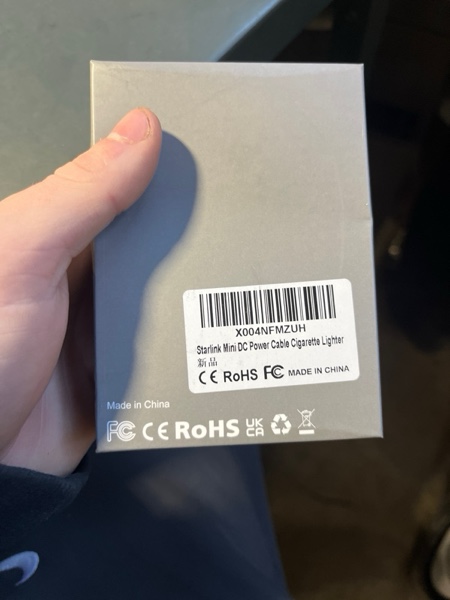 X004NFMZUH
Starlink Mini DC Power Cable Cigarette Lighter
CE RoHS FC MADE IN CHINA
Made in China
FC CE RoHS UK CA